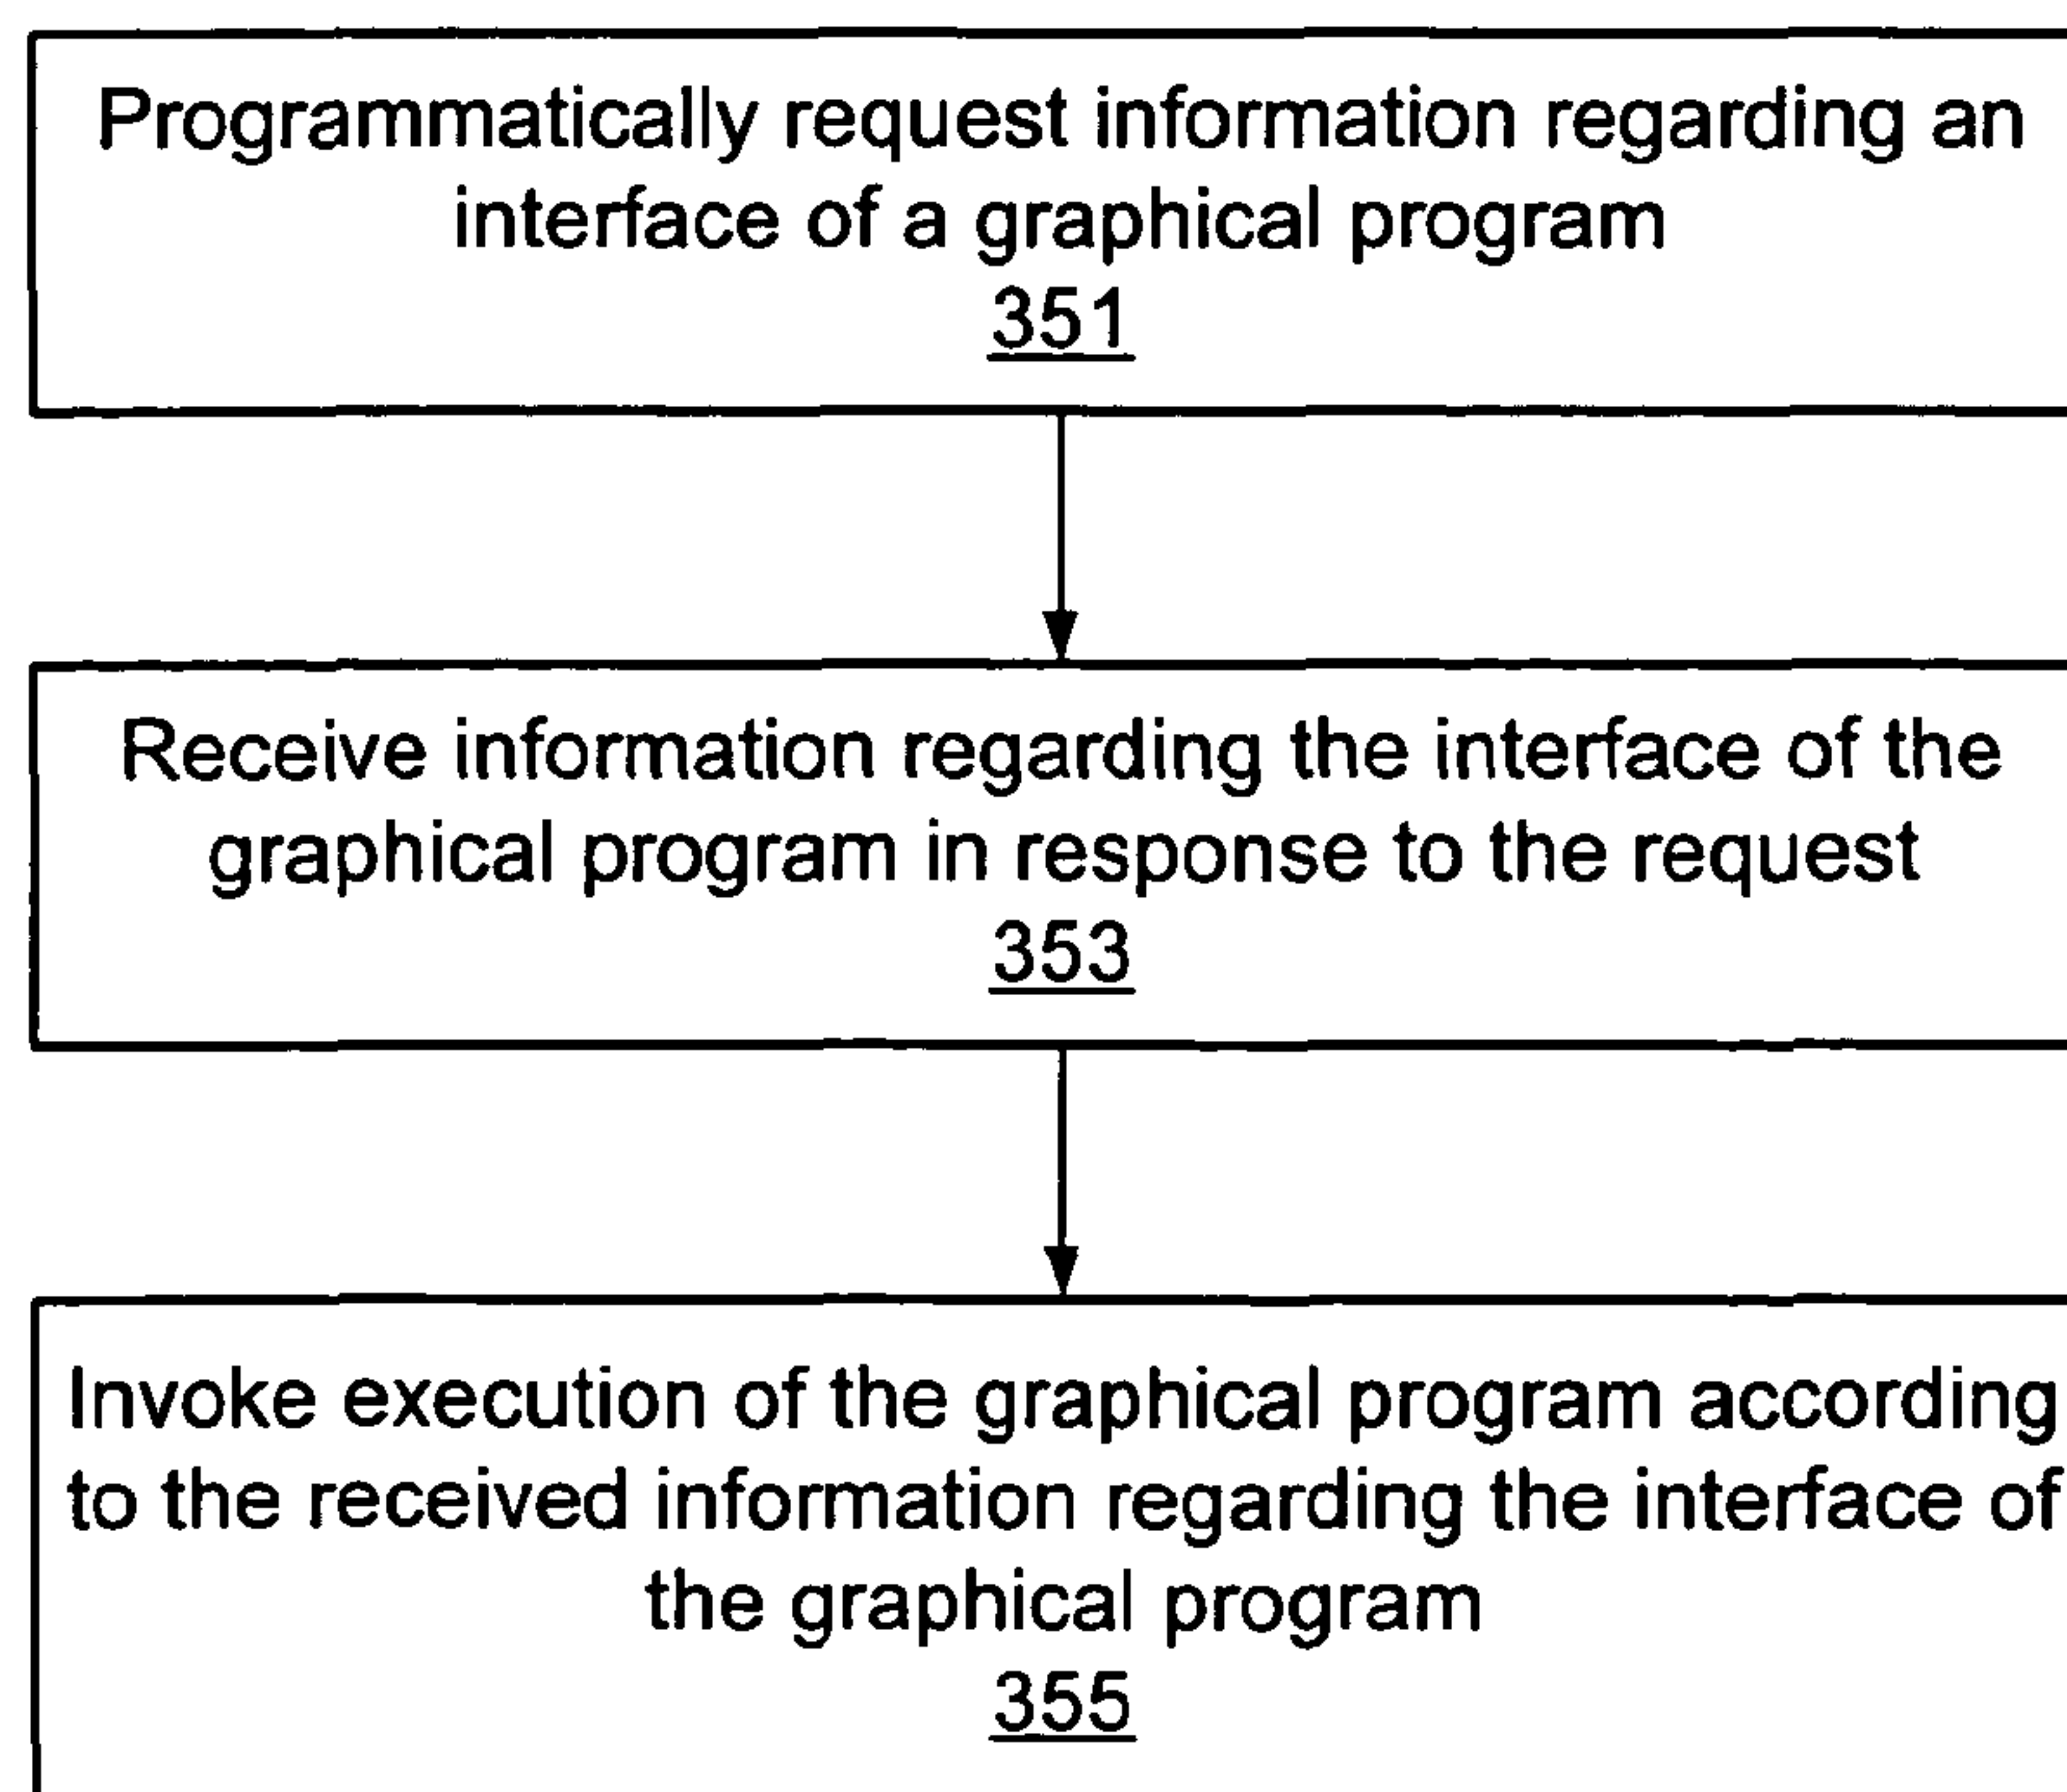 Programmatically request information regarding an
interface of a graphical program
351
Receive information regarding the interface of the
graphical program in response to the request
353
Invoke execution of the graphical program according
to the received information regarding the interface of
the graphical program
355